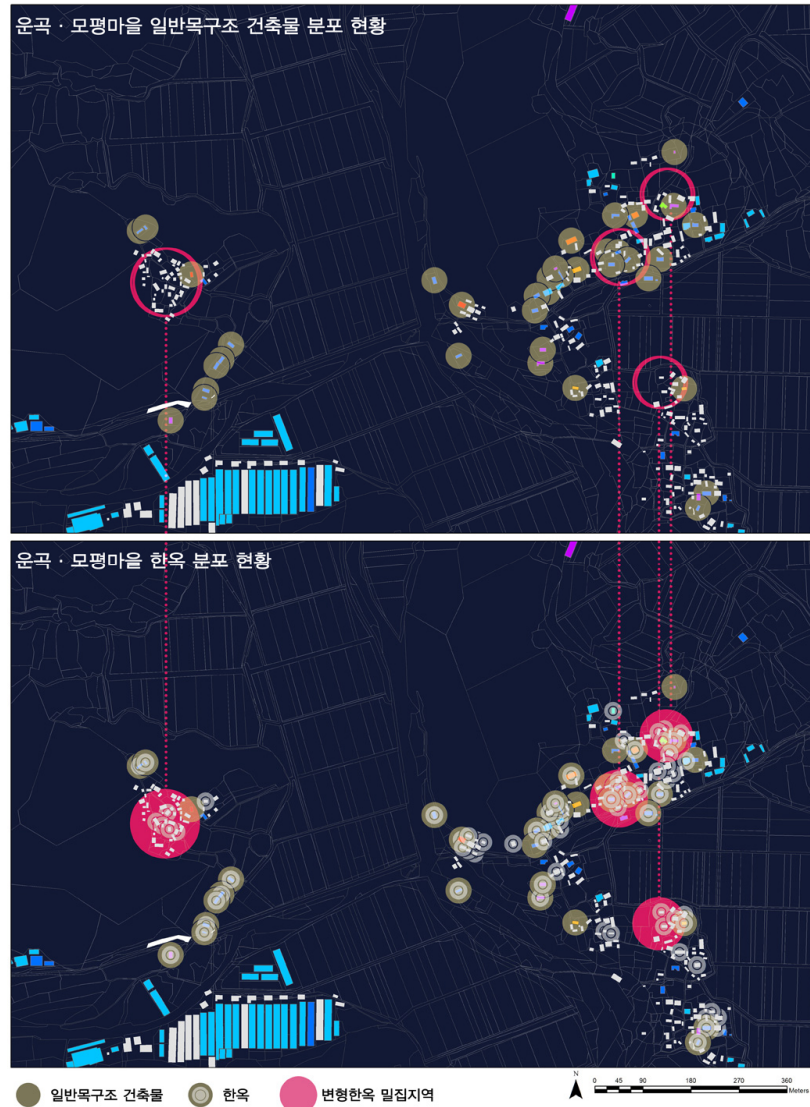 운곡 · 모평마을 일반목구조 건축물 분포 현황
운곡 · 모평마을 한옥 분포 현황
일반목구조 건축물
한옥
변형한옥 밀집지역
N
0 45 90 180 270 360
Meters